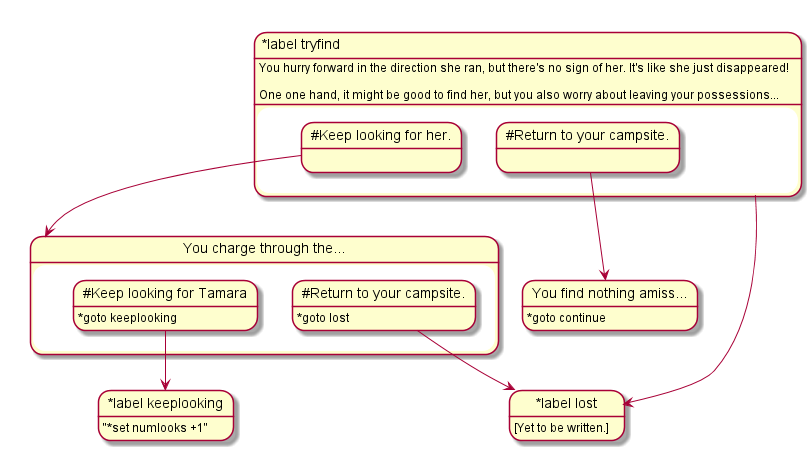 *label tryfind
You hurry forward in the direction she ran, but there's no sign of her. It's like she just disappeared!
One one hand, it might be good to find her, but you also worry about leaving your possessions...
#Keep looking for her.
#Return to your campsite.
You charge through the...
#Keep looking for Tamara
*goto keeplooking
#Return to your campsite.
*goto lost
You find nothing amiss...
*goto continue
*label keeplooking
"*set numlooks +1"
*label lost
[Yet to be written.]